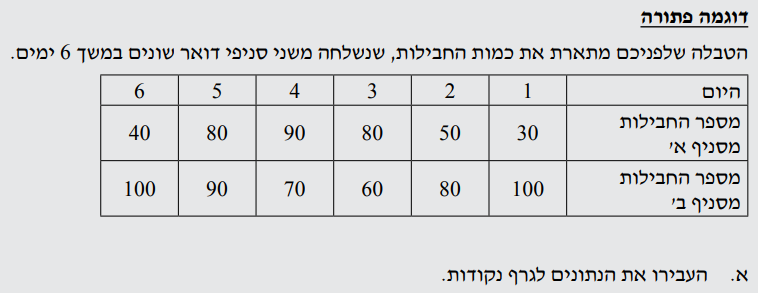 דוגמה פתורה
הטבלה שלפניכם מתארת את כמות החבילות, שנשלחה משני סניפי דואר שונים במשך 6 ימים.
היום 1 2 3 4 5 6
מספר החבילות מסניף א' 30 50 80 90 80 40
מספר החבילות מסניף ב' 100 80 60 70 90 100
א. העבירו את הנתונים לגרף נקודות.